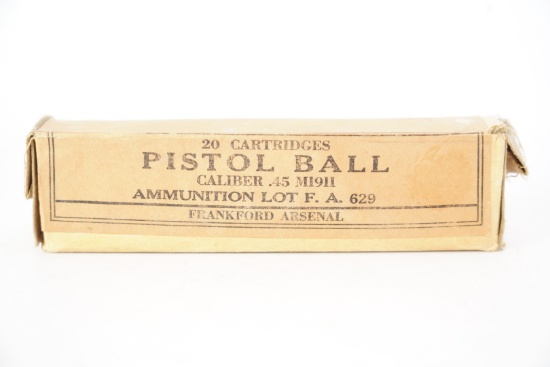 20 CARTRIDGES
PISTOL BALL
CALIBER .45 M1911
AMMUNITION LOT F. A. 629
FRANKFORD ARSENAL